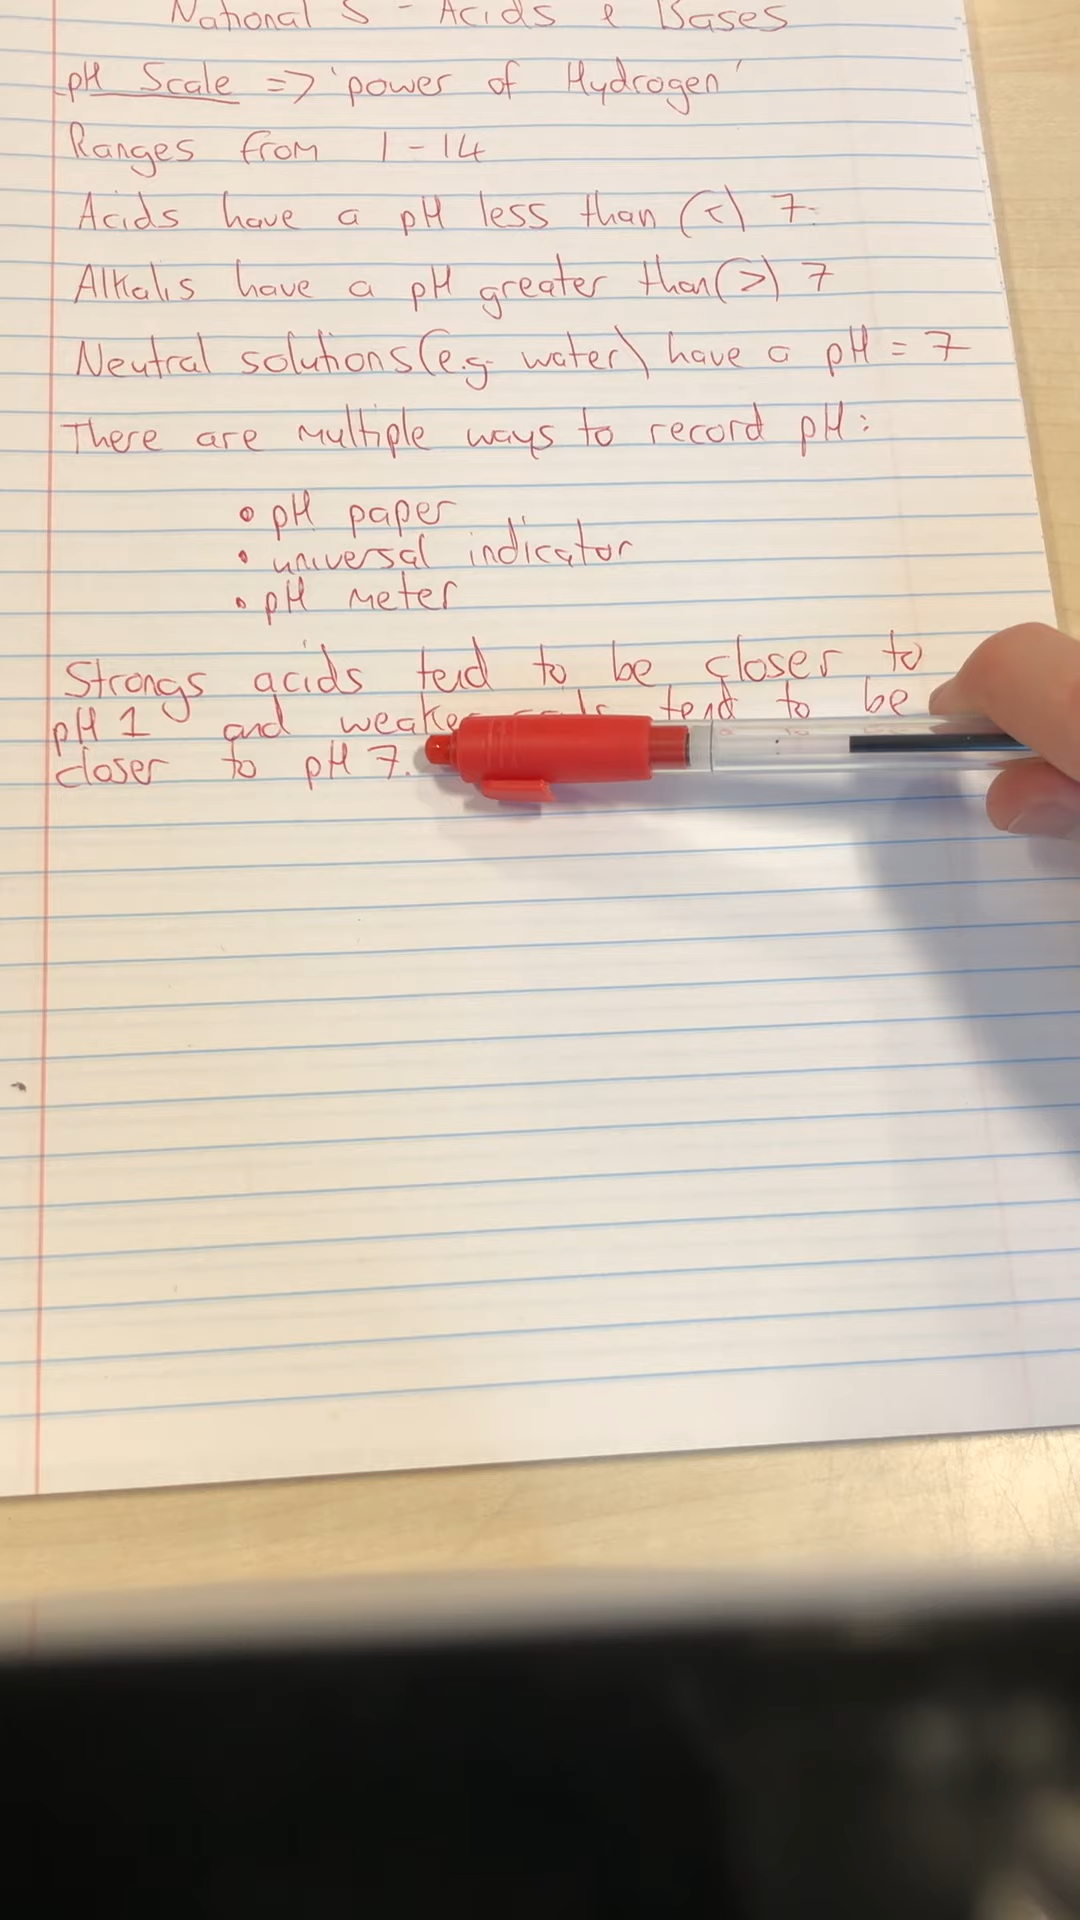 National 5 - Acids & Bases
pH Scale => 'power of Hydrogen'
Ranges from 1-14
Acids have a pH less than (<) 7.
Alkalis have a pH greater than (>) 7
Neutral solutions (e.g. water) have a pH = 7
There are multiple ways to record pH:
• pH paper
• universal indicator
• pH meter
Strongs acids tend to be closer to
pH 1 and weaker tend to be
closer to pH 7.